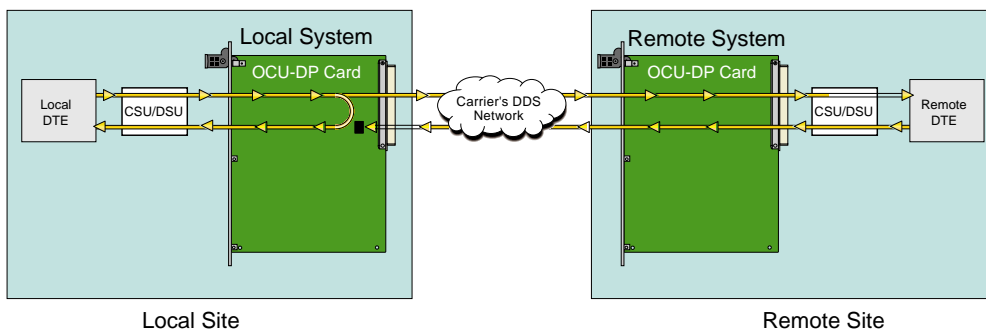 Local System
OCU-DP Card
Local
DTE
CSU/DSU
Carrier's DDS
Network
Remote System
OCU-DP Card
CSU/DSU
Remote
DTE
Local Site
Remote Site